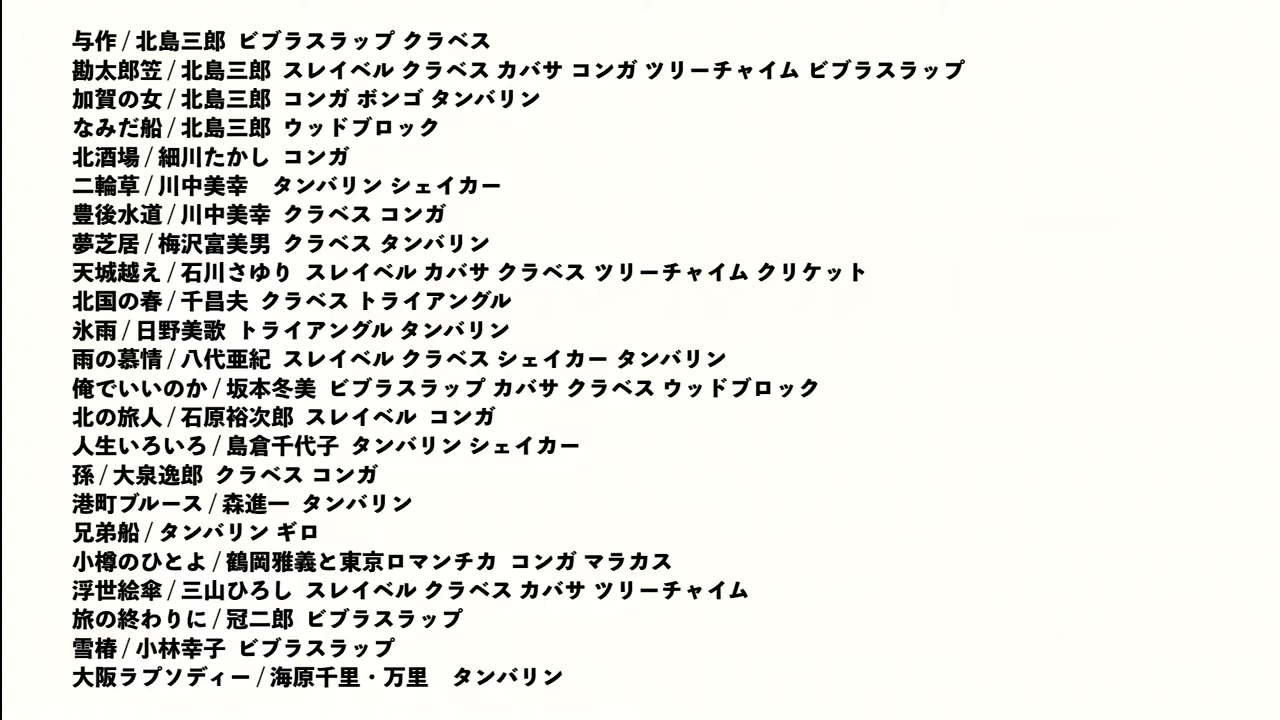 与作/北島三郎 ビブラスラップ クラベス
勘太郎笠/北島三郎 スレイベル クラベス カバサ コンガ ツリーチャイム ビブラスラップ
加賀の女/北島三郎 コンガ ボンゴ タンバリン
なみだ船/北島三郎 ウッドブロック
北酒場/細川たかし コンガ
二輪草/川中美幸　タンバリン シェイカー
豊後水道/川中美幸 クラベス コンガ
夢芝居/梅沢富美男 クラベス タンバリン
天城越え/石川さゆり スレイベル カバサ クラベス ツリーチャイム クリケット
北国の春/千昌夫 クラベス トライアングル
氷雨/日野美歌 トライアングル タンバリン
雨の慕情/八代亜紀 スレイベル クラベス シェイカー タンバリン
俺でいいのか/坂本冬美 ビブラスラップ カバサ クラベス ウッドブロック
北の旅人/石原裕次郎 スレイベル コンガ
人生いろいろ/島倉千代子 タンバリン シェイカー
孫/大泉逸郎 クラベス コンガ
港町ブルース/森進一 タンバリン
兄弟船/タンバリン ギロ
小樽のひとよ/鶴岡雅義と東京ロマンチカ コンガ マラカス
浮世絵傘/三山ひろし スレイベル クラベス カバサ ツリーチャイム
旅の終わりに/冠二郎 ビブラスラップ
雪椿/小林幸子 ビブラスラップ
大阪ラプソディー/海原千里・万里　タンバリン